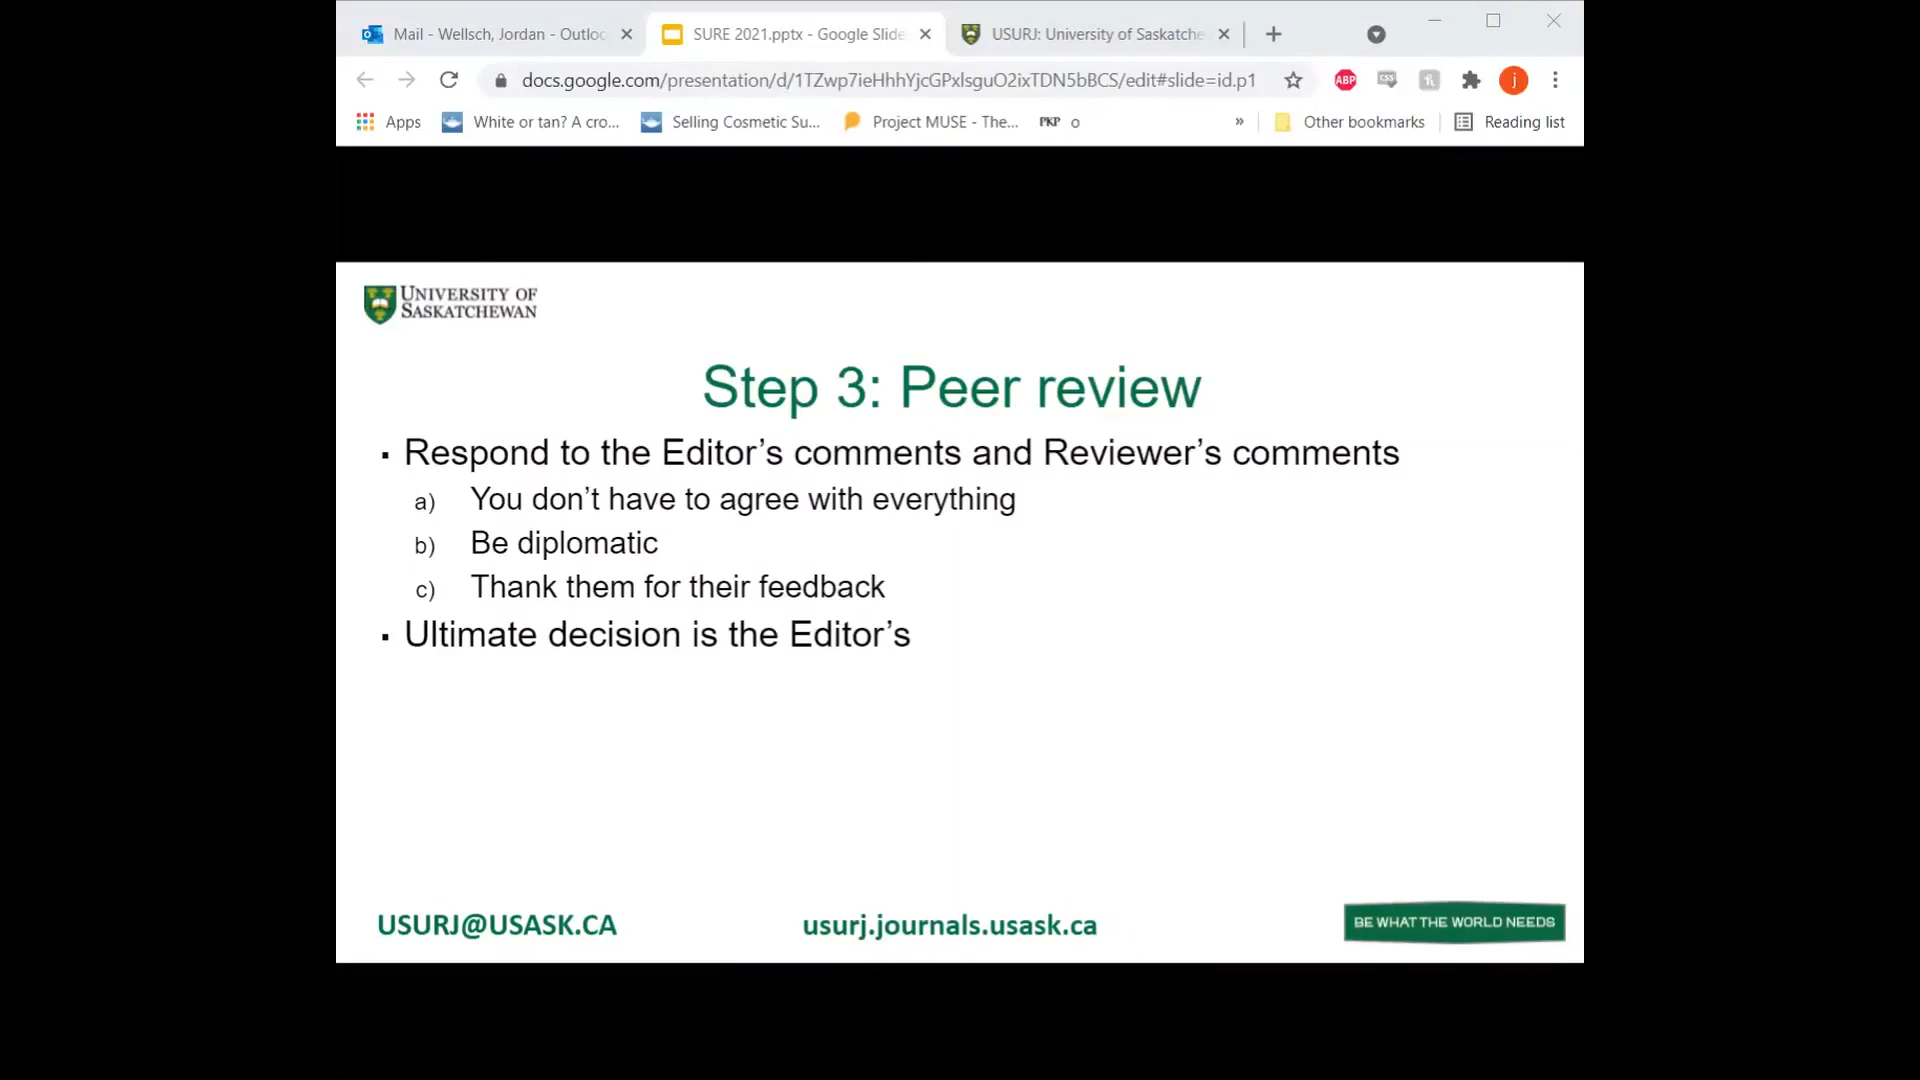 Mail - Wellsch, Jordan - Outlo
SURE 2021.pptx - Google Slide
USURJ: University of Saskatche
docs.google.com/presentation/d/1TZwp7ieHhhYjcGPxlsguO2ixTDN5bBCS/edit#slide=id.p1
ABP
CSS
j
Apps
White or tan? A cro...
Selling Cosmetic Su...
Project MUSE - The...
PKP
o
»
Other bookmarks
Reading list
UNIVERSITY OF
SASKATCHEWAN
Step 3: Peer review
▪ Respond to the Editor’s comments and Reviewer’s comments
a) You don’t have to agree with everything
b) Be diplomatic
c) Thank them for their feedback
▪ Ultimate decision is the Editor’s
USURJ@USASK.CA
usurj.journals.usask.ca
BE WHAT THE WORLD NEEDS